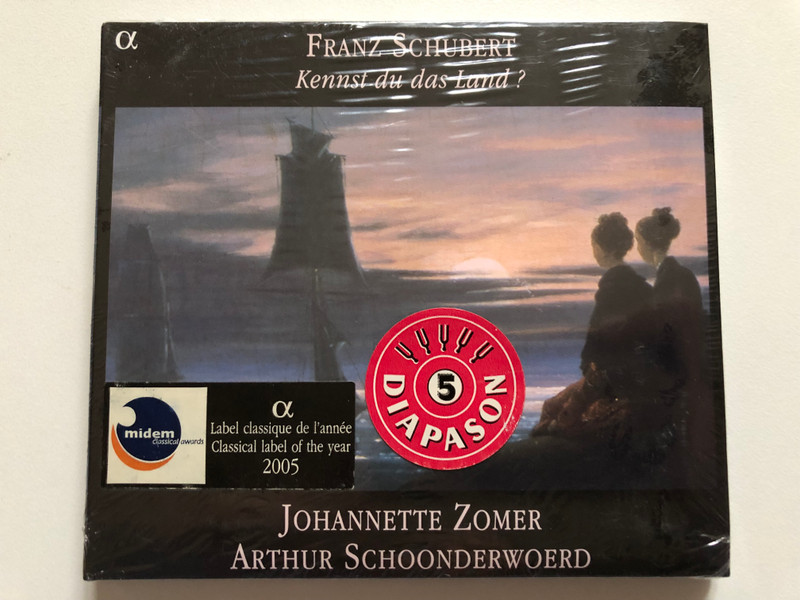 α
FRANZ SCHUBERT
Kennst du das Land ?
5
DIAPASON
midem
classical awards
α
Label classique de l'année
Classical label of the year
2005
JOHANNETTE ZOMER
ARTHUR SCHOONDERWOERD